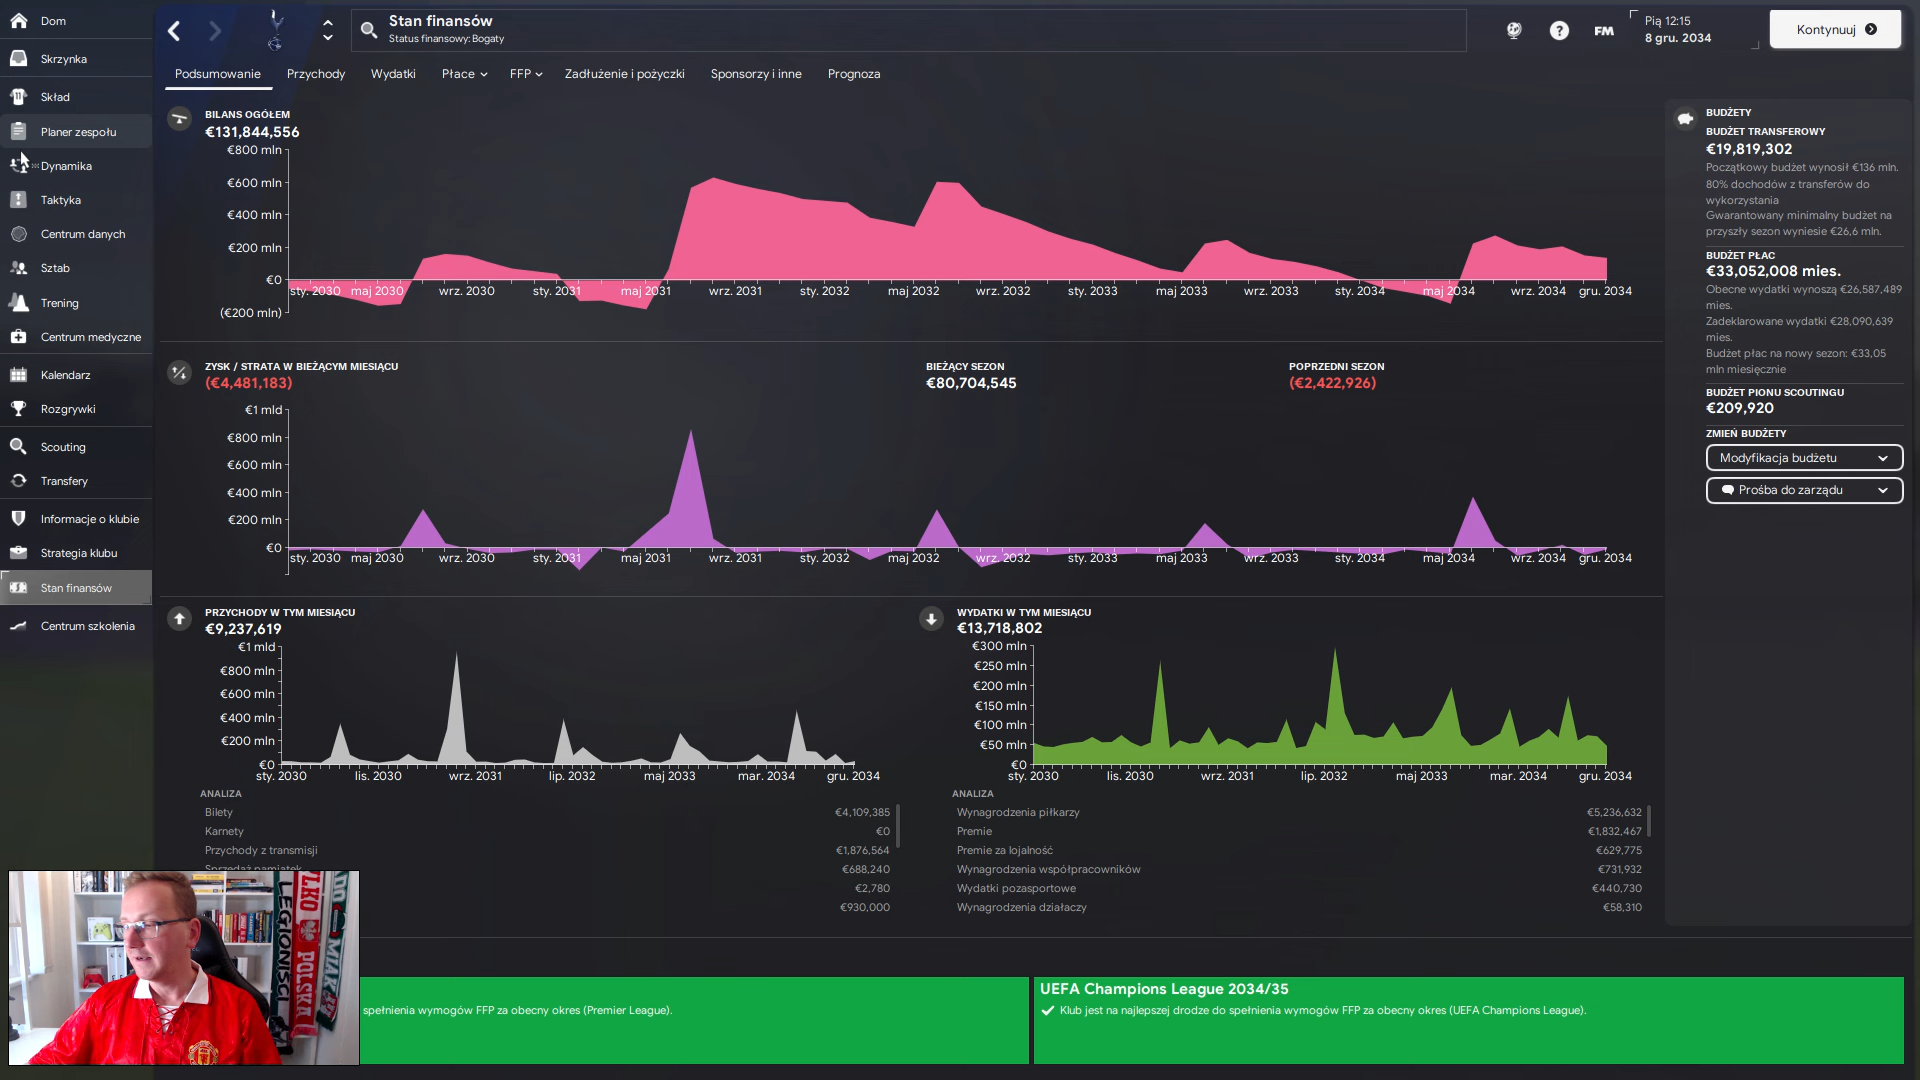 Dom
Skrzynka
Skład
Planer zespołu
Dynamika
Taktyka
Centrum danych
Sztab
Trening
Centrum medyczne
Kalendarz
Rozgrywki
Scouting
Transfery
Informacje o klubie
Strategia klubu
Stan finansów
Centrum szkolenia
Stan finansów
Status finansowy: Bogaty
FM
Pią 12:15
8 gru. 2034
Kontynuuj
Podsumowanie Przychody Wydatki Płace FFP Zadłużenie i pożyczki Sponsorzy i inne Prognoza
BILANS OGÓŁEM
€131,844,556
€800 mln
€600 mln
€400 mln
€200 mln
€0
(€200 mln)
sty. 2030 maj 2030 wrz. 2030 sty. 2031 maj 2031 wrz. 2031 sty. 2032 maj 2032 wrz. 2032 sty. 2033 maj 2033 wrz. 2033 sty. 2034 maj 2034 wrz. 2034 gru. 2034
ZYSK / STRATA W BIEŻĄCYM MIESIĄCU
(€4,481,183)
BIEŻĄCY SEZON
€80,704,545
POPRZEDNI SEZON
(€2,422,926)
€1 mld
€800 mln
€600 mln
€400 mln
€200 mln
€0
sty. 2030 maj 2030 wrz. 2030 sty. 2031 maj 2031 wrz. 2031 sty. 2032 maj 2032 wrz. 2032 sty. 2033 maj 2033 wrz. 2033 sty. 2034 maj 2034 wrz. 2034 gru. 2034
PRZYCHODY W TYM MIESIĄCU
€9,237,619
€1 mld
€800 mln
€600 mln
€400 mln
€200 mln
€0
sty. 2030 lis. 2030 wrz. 2031 lip. 2032 maj 2033 mar. 2034 gru. 2034
ANALIZA
Bilety €4,109,385
Karnety €0
Przychody z transmisji €1,876,564
Sprzedaż pamiątek €688,240
€2,780
€930,000
WYDATKI W TYM MIESIĄCU
€13,718,802
€300 mln
€250 mln
€200 mln
€150 mln
€100 mln
€50 mln
€0
sty. 2030 lis. 2030 wrz. 2031 lip. 2032 maj 2033 mar. 2034 gru. 2034
ANALIZA
Wynagrodzenia piłkarzy €5,236,632
Premie €1,832,467
Premie za lojalność €629,775
Wynagrodzenia współpracowników €731,932
Wydatki pozasportowe €440,730
Wynagrodzenia działaczy €58,310
BUDŻETY
BUDŻET TRANSFEROWY
€19,819,302
Początkowy budżet wynosił €136 mln.
80% dochodów z transferów do
wykorzystania
Gwarantowany minimalny budżet na
przyszły sezon wyniesie €26,6 mln.
BUDŻET PŁAC
€33,052,008 mies.
Obecne wydatki wynoszą €26,587,489
mies.
Zadeklarowane wydatki €28,090,639
mies.
Budżet płac na nowy sezon: €33,05
mln miesięcznie
BUDŻET PIONU SCOUTINGU
€209,920
ZMIEŃ BUDŻETY
Modyfikacja budżetu
Prośba do zarządu
spełnienia wymogów FFP za obecny okres (Premier League).
UEFA Champions League 2034/35
Klub jest na najlepszej drodze do spełnienia wymogów FFP za obecny okres (UEFA Champions League).
LEGIONIŚCI
POLSKA